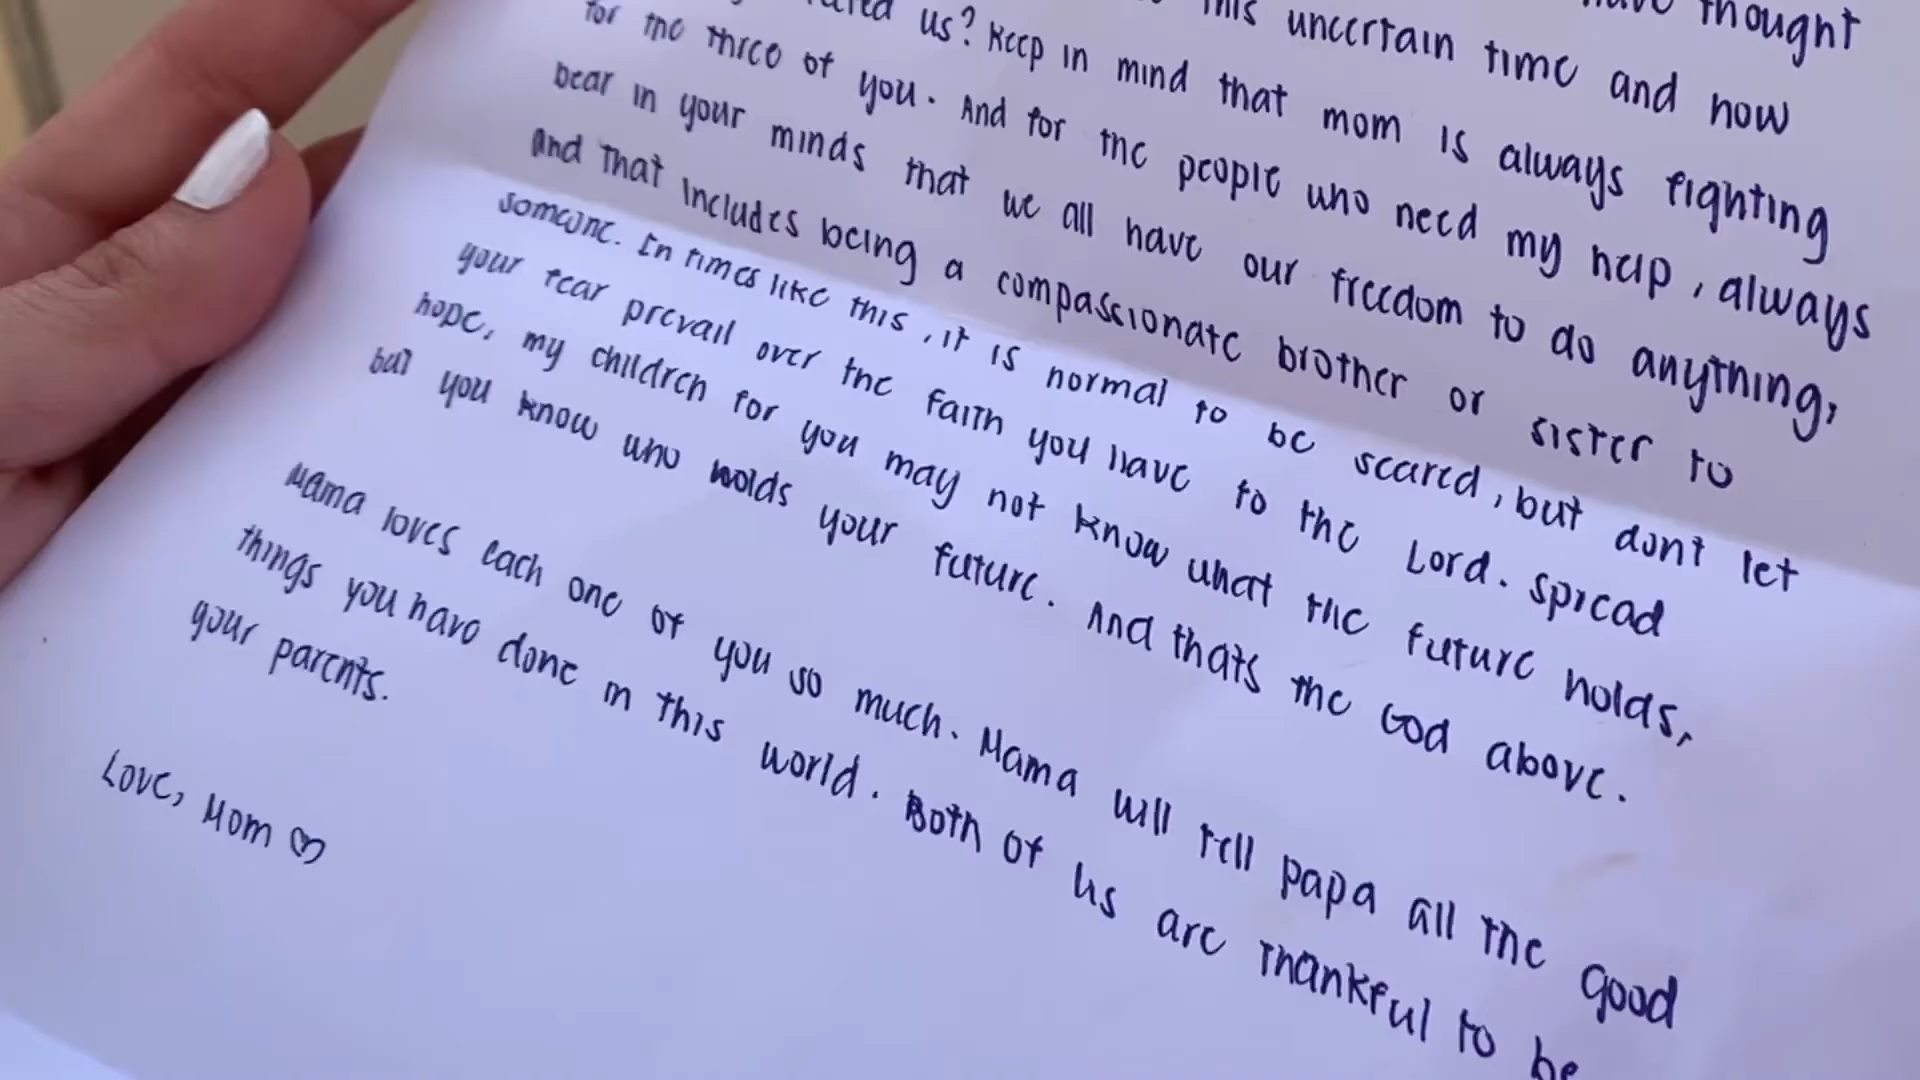 have thought
this uncertain time and now
us? Keep in mind that mom is always fighting
for the three of you. And for the people who need my help, always
bear in your minds that we all have our freedom to do anything,
and that includes being a compassionate brother or sister to
someone. In times like this, it is normal to be scared, but dont let
your fear prevail over the faith you have to the Lord. Spread
hope, my children for you may not know what the future holds,
but you know who holds your future. And thats the God above.
Mama loves each one of you so much. Mama will tell papa all the good
things you have done in this world. Both of us are thankful to be
your parents.
Love, Mom